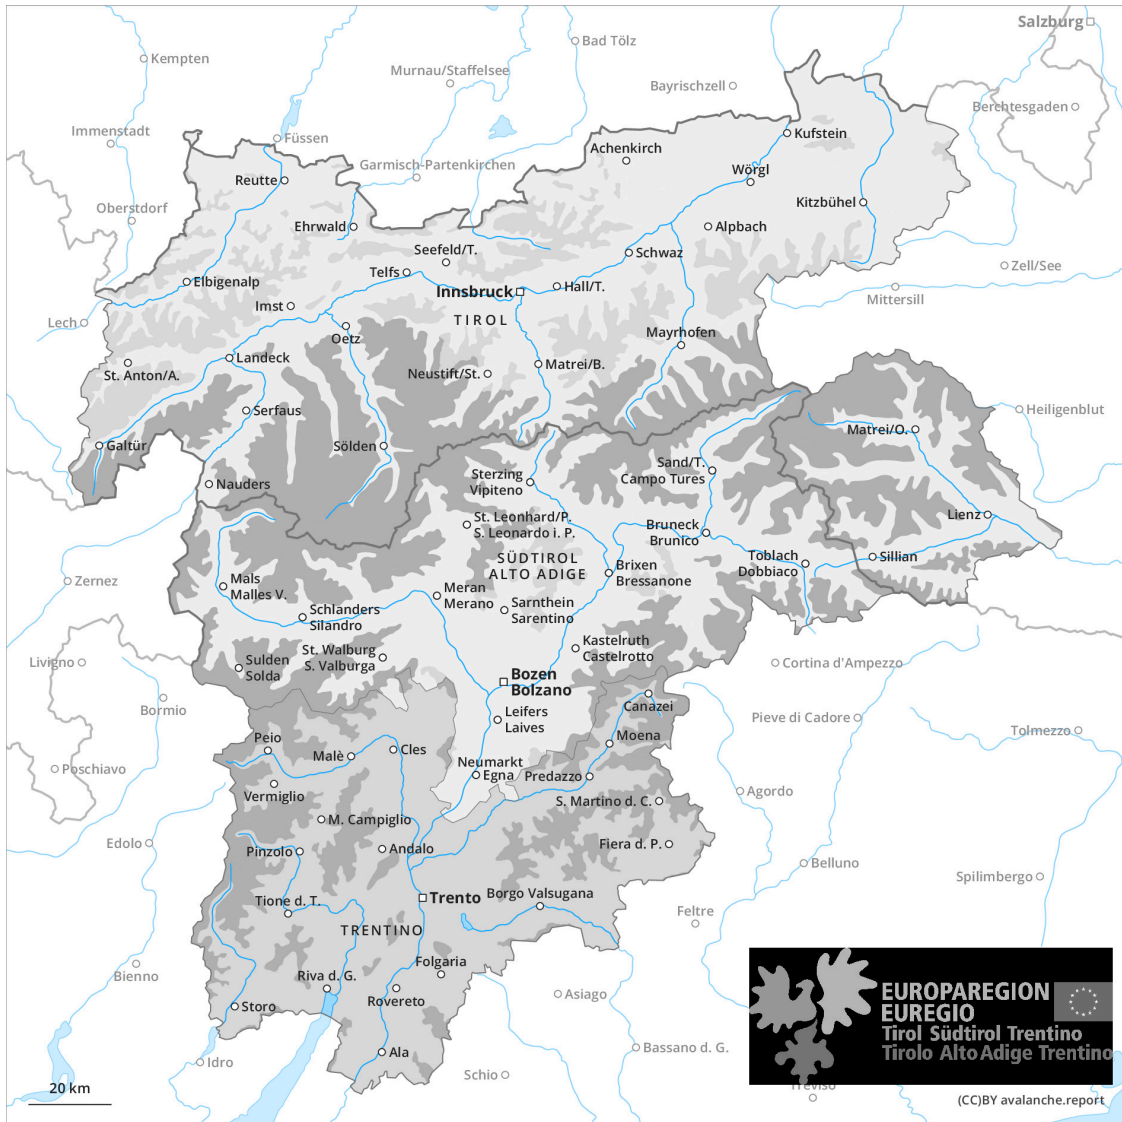 Salzburg
Bad Tölz
Kempten
Murnau/Staffelsee
Bayrischzell
Berchtesgaden
Immenstadt
Füssen
Kufstein
Achenkirch
Garmisch-Partenkirchen
Wörgl
Reutte
Oberstdorf
Kitzbühel
Ehrwald
Alpbach
Seefeld/T.
Schwaz
Telfs
Zell/See
Elbigenalp
Hall/T.
Innsbruck
Mittersill
Imst
TIROL
Lech
Oetz
Mayrhofen
Landeck
Matrei/B.
St. Anton/A.
Neustift/St.
Serfaus
Heiligenblut
Matrei/O.
Galtür
Sölden
Sand/T.
Campo Tures
Sterzing
Vipiteno
Nauders
St. Leonhard/P.
S. Leonardo i. P.
Lienz
Bruneck
Brunico
SÜDTIROL
ALTO ADIGE
Toblach
Dobbiaco
Sillian
Brixen
Bressanone
Zernez
Mals
Malles V.
Meran
Merano
Sarnthein
Sarentino
Schlanders
Silandro
Kastelruth
Castelrotto
St. Walburg
S. Valburga
Livigno
Sulden
Solda
Cortina d'Ampezzo
Bozen
Bolzano
Bormio
Canazei
Leifers
Laives
Pieve di Cadore
Tolmezzo
Peio
Moena
Malè
Cles
Neumarkt
Egna
Predazzo
Poschiavo
Vermiglio
Agordo
S. Martino d. C.
M. Campiglio
Edolo
Pinzolo
Andalo
Fiera d. P.
Belluno
Spilimbergo
Trento
Borgo Valsugana
Tione d. T.
Feltre
TRENTINO
Folgaria
Bienno
Riva d. G.
Rovereto
Asiago
Storo
EUROPAREGION
EUREGIO
Tirol Südtirol Trentino
Tirolo Alto Adige Trentino
Ala
Idro
Bassano d. G.
Schio
Treviso
20 km
(CC)BY avalanche.report